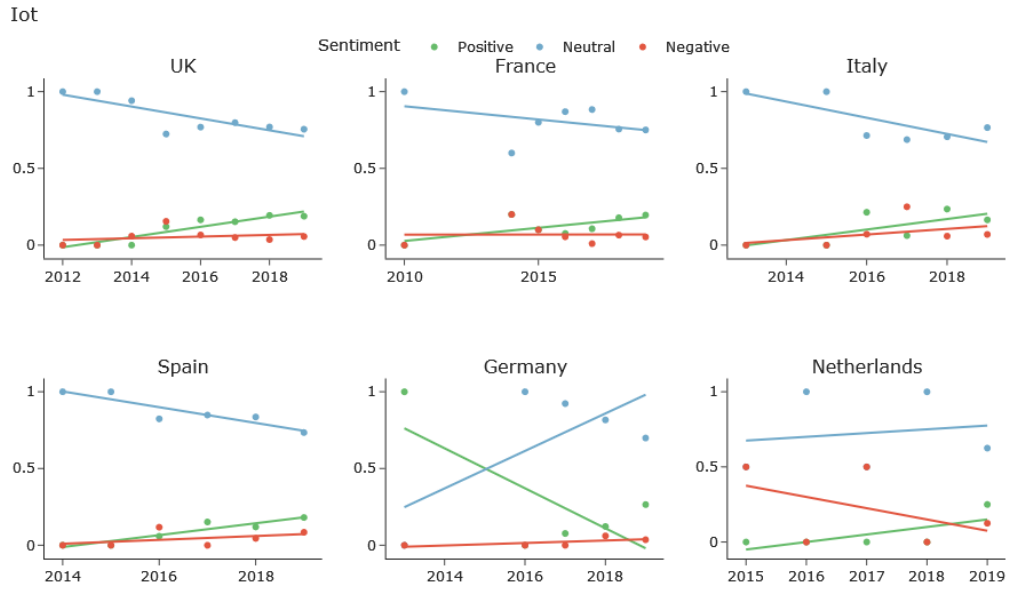 Iot
Sentiment Positive Neutral Negative
UK France Italy
1 1 1
0.5 0.5 0.5
0 0 0
2012 2014 2016 2018 2010 2015 2014 2016 2018
Spain Germany Netherlands
1 1 1
0.5 0.5 0.5
0 0 0
2014 2016 2018 2014 2016 2018 2015 2016 2017 2018 2019